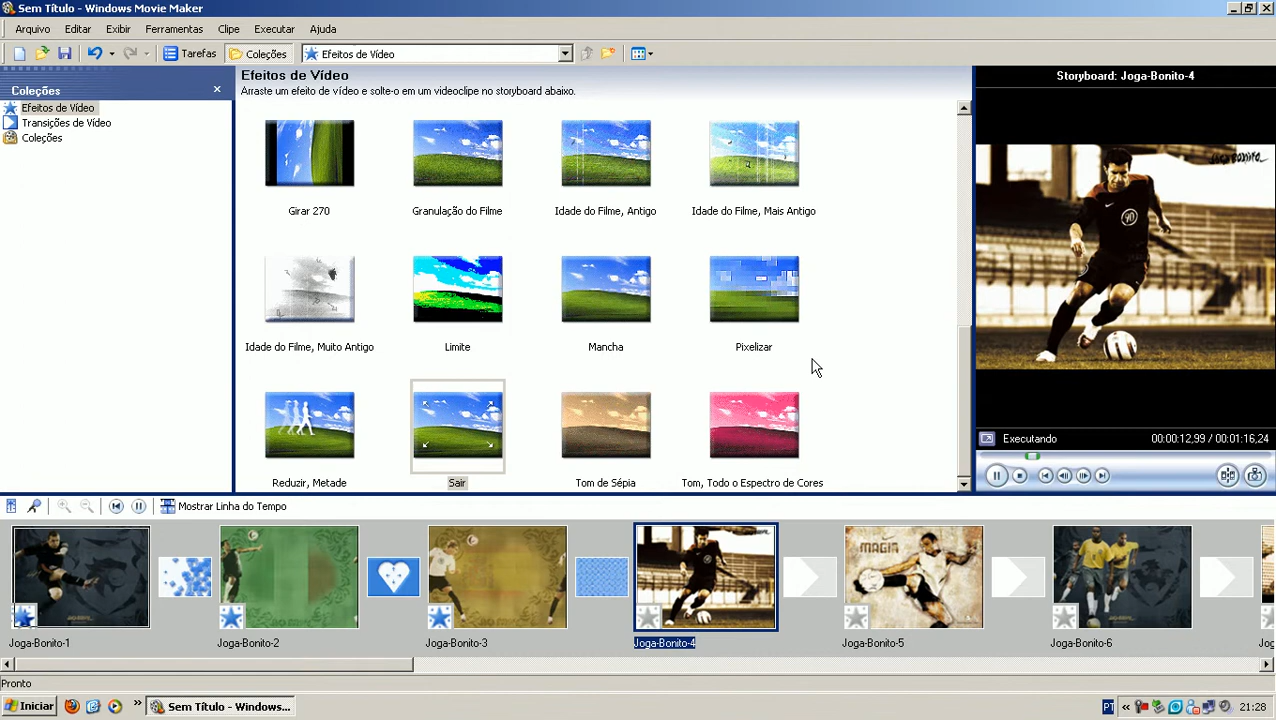 Sem Título - Windows Movie Maker
Arquivo Editar Exibir Ferramentas Clipe Executar Ajuda
Tarefas Coleções Efeitos de Vídeo
Coleções
Efeitos de Vídeo
Transições de Vídeo
Coleções
Efeitos de Vídeo
Arraste um efeito de vídeo e solte-o em um videoclipe no storyboard abaixo.
Girar 270
Granulação do Filme
Idade do Filme, Antigo
Idade do Filme, Mais Antigo
Idade do Filme, Muito Antigo
Limite
Mancha
Pixelizar
Reduzir, Metade
Sair
Tom de Sépia
Tom, Todo o Espectro de Cores
Storyboard: Joga-Bonito-4
Joga Bonito
90
Executando
00:00:12,99 / 00:01:16,24
Mostrar Linha do Tempo
MAGIA
Joga-Bonito-1
Joga-Bonito-2
Joga-Bonito-3
Joga-Bonito-4
Joga-Bonito-5
Joga-Bonito-6
Pronto
Iniciar
Sem Título - Windows...
PT
21:28